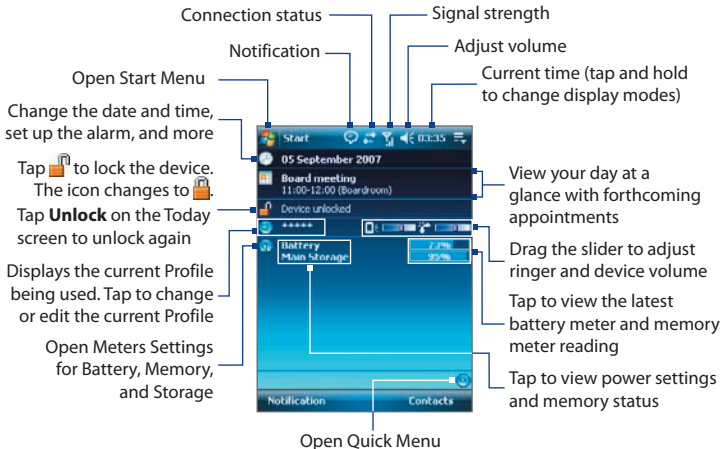 Connection status
Signal strength
Notification
Adjust volume
Open Start Menu
Current time (tap and hold
to change display modes)
Change the date and time,
set up the alarm, and more
Tap to lock the device.
The icon changes to .
Tap Unlock on the Today
screen to unlock again
Displays the current Profile
being used. Tap to change
or edit the current Profile
Open Meters Settings
for Battery, Memory,
and Storage
Start
03:35
05 September 2007
Board meeting
11:00-12:00 (Boardroom)
Device unlocked
*****
Battery
Main Storage
95%
Notification
Contacts
View your day at a
glance with forthcoming
appointments
Drag the slider to adjust
ringer and device volume
Tap to view the latest
battery meter and memory
meter reading
Tap to view power settings
and memory status
Open Quick Menu